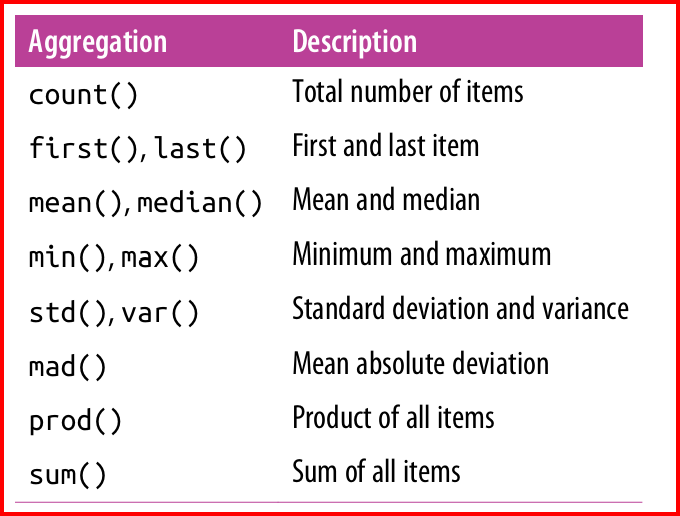 Aggregation Description
count() Total number of items
first(), last() First and last item
mean(), median() Mean and median
min(), max() Minimum and maximum
std(), var() Standard deviation and variance
mad() Mean absolute deviation
prod() Product of all items
sum() Sum of all items